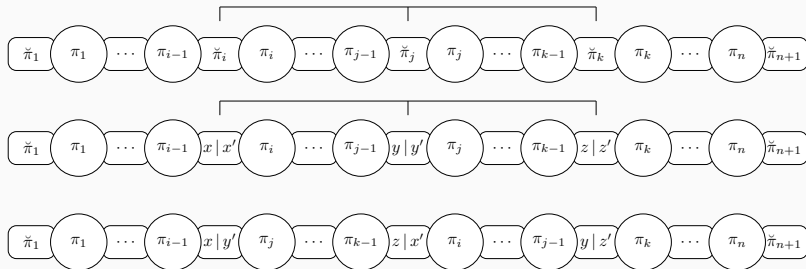 π̆₁ π₁ ··· πᵢ₋₁ π̆ᵢ πᵢ ··· πⱼ₋₁ π̆ⱼ πⱼ ··· πₖ₋₁ π̆ₖ πₖ ··· πₙ π̆ₙ₊₁
π̆₁ π₁ ··· πᵢ₋₁ x | x′ πᵢ ··· πⱼ₋₁ y | y′ πⱼ ··· πₖ₋₁ z | z′ πₖ ··· πₙ π̆ₙ₊₁
π̆₁ π₁ ··· πᵢ₋₁ x | y′ πⱼ ··· πₖ₋₁ z | x′ πᵢ ··· πⱼ₋₁ y | z′ πₖ ··· πₙ π̆ₙ₊₁